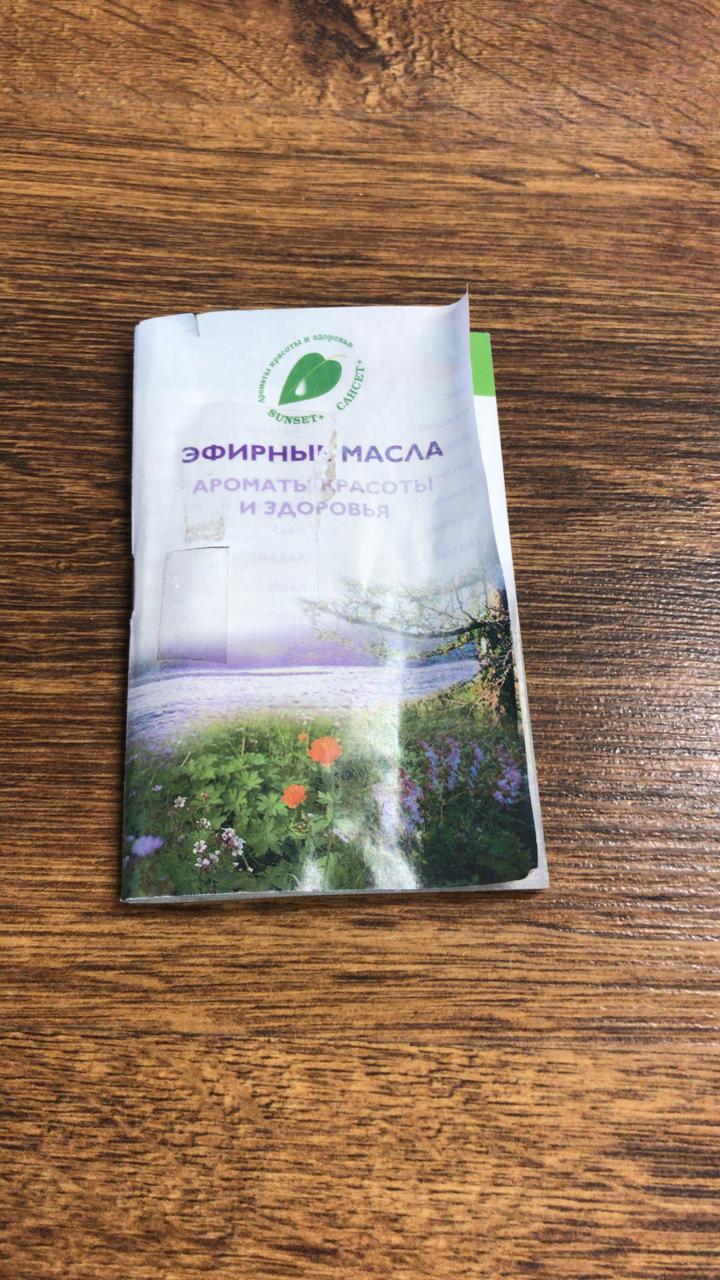 Ароматы красоты и здоровья
SUNSET+ САНСЕТ+
ЭФИРНЫЕ МАСЛА
АРОМАТЫ КРАСОТЫ
И ЗДОРОВЬЯ